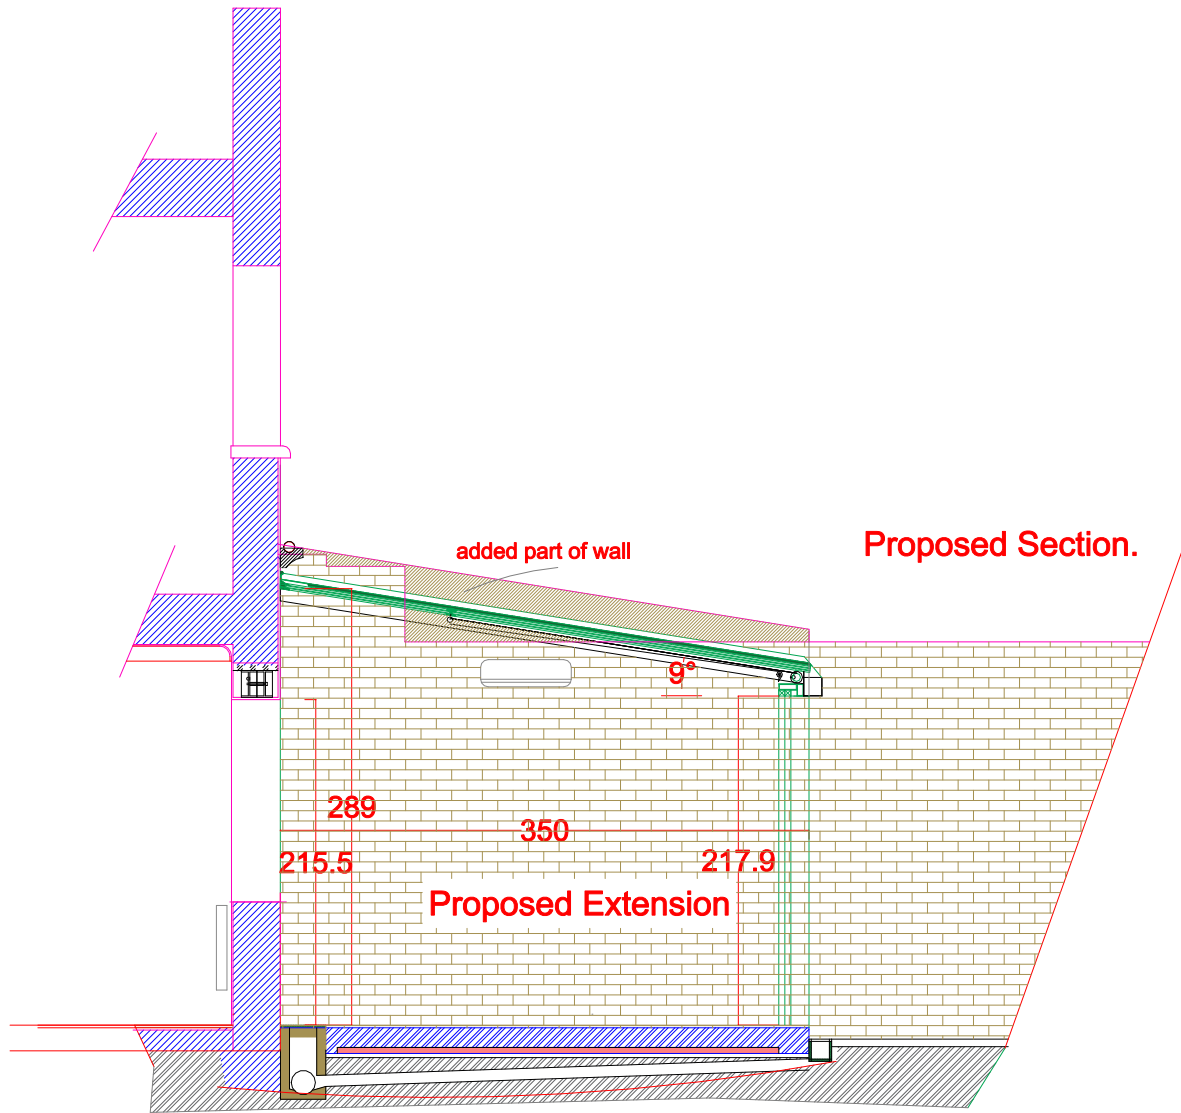 added part of wall
Proposed Section.
9°
289
350
215.5
217.9
Proposed Extension